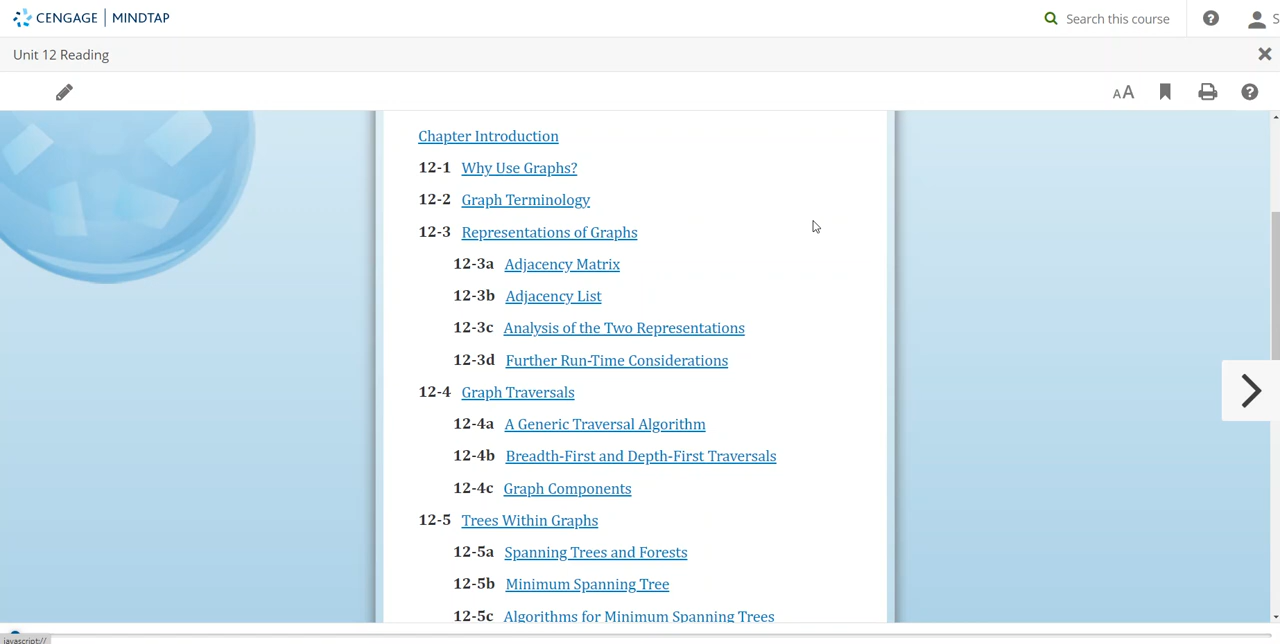 CENGAGE | MINDTAP
Search this course
S
Unit 12 Reading
AA
Chapter Introduction
12-1 Why Use Graphs?
12-2 Graph Terminology
12-3 Representations of Graphs
12-3a Adjacency Matrix
12-3b Adjacency List
12-3c Analysis of the Two Representations
12-3d Further Run-Time Considerations
12-4 Graph Traversals
12-4a A Generic Traversal Algorithm
12-4b Breadth-First and Depth-First Traversals
12-4c Graph Components
12-5 Trees Within Graphs
12-5a Spanning Trees and Forests
12-5b Minimum Spanning Tree
12-5c Algorithms for Minimum Spanning Trees
javascript://